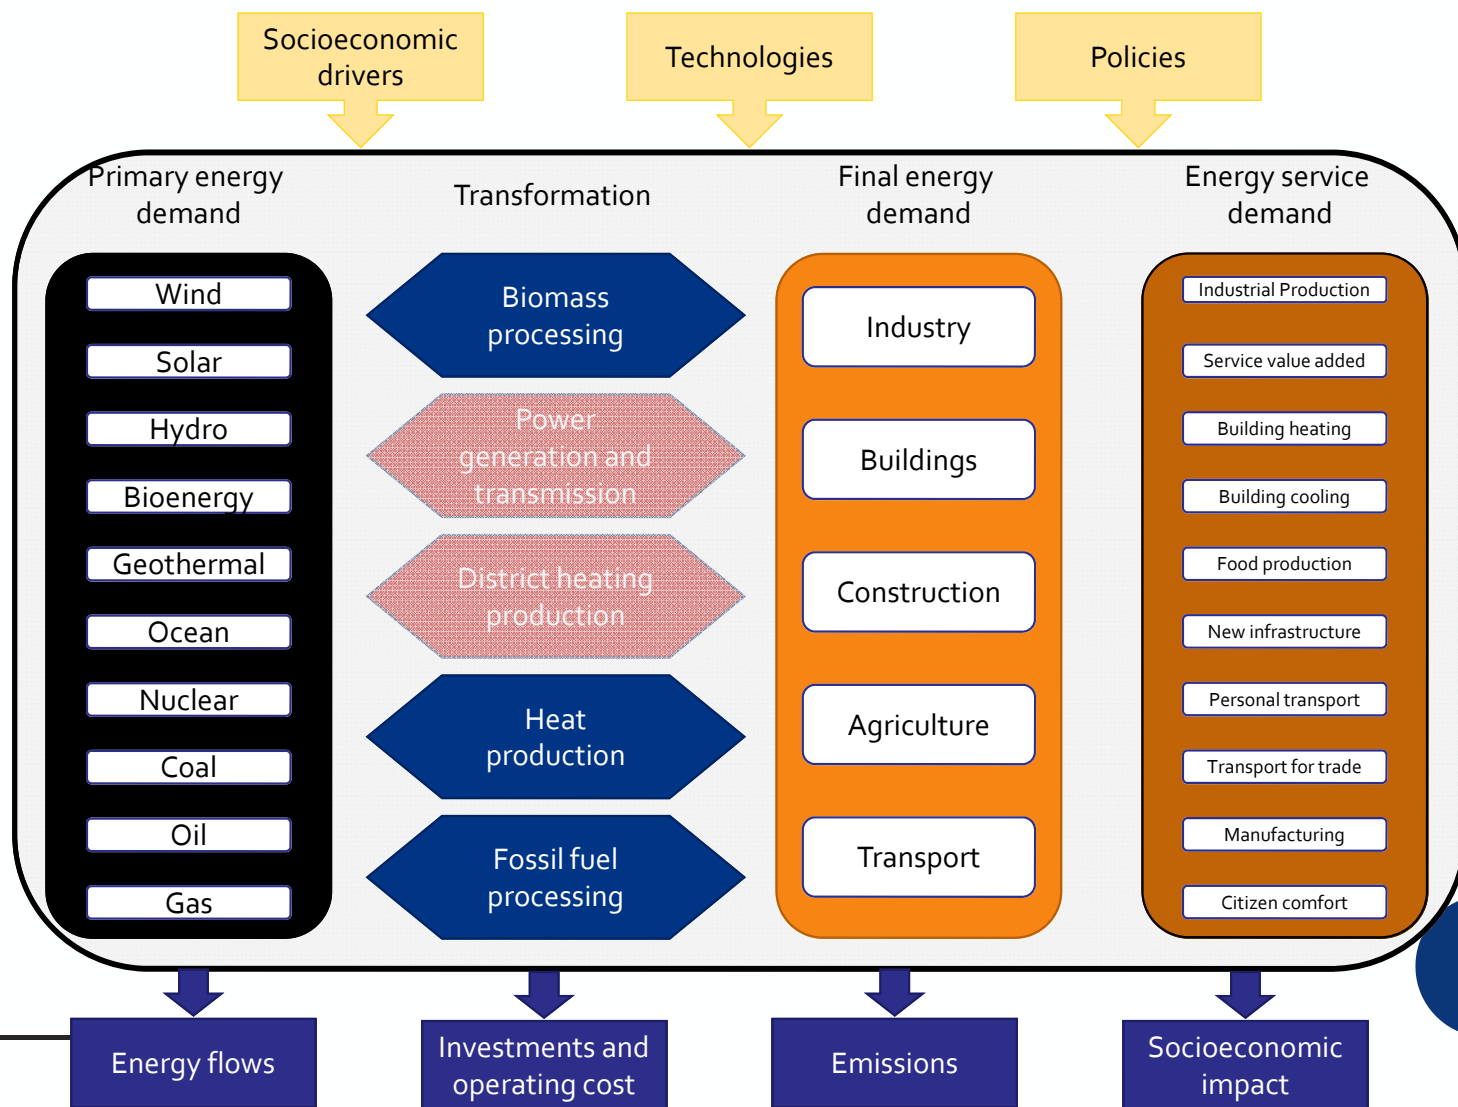 Socioeconomic
drivers
Technologies
Policies
Primary energy
demand
Transformation
Final energy
demand
Energy service
demand
Wind
Solar
Hydro
Bioenergy
Geothermal
Ocean
Nuclear
Coal
Oil
Gas
Biomass
processing
Power
generation and
transmission
District heating
production
Heat
production
Fossil fuel
processing
Industry
Buildings
Construction
Agriculture
Transport
Industrial Production
Service value added
Building heating
Building cooling
Food production
New infrastructure
Personal transport
Transport for trade
Manufacturing
Citizen comfort
Energy flows
Investments and
operating cost
Emissions
Socioeconomic
impact